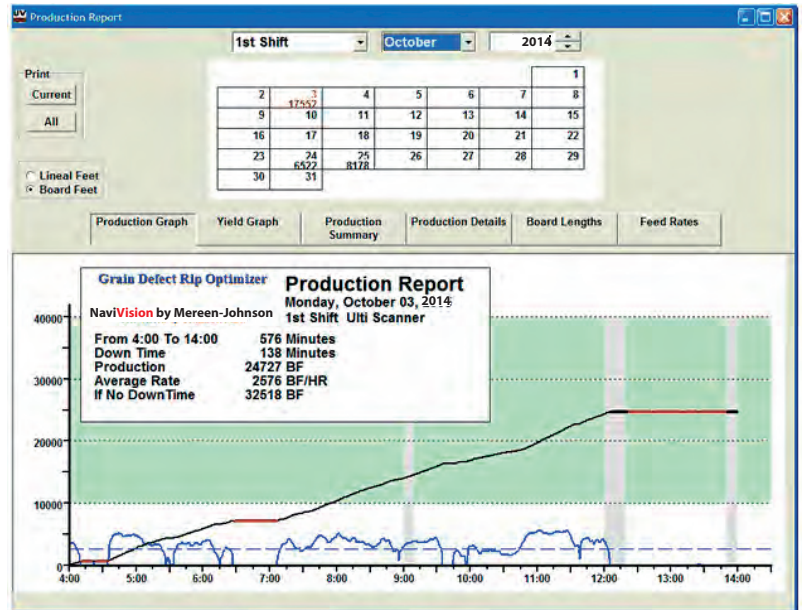 Production Report
1st Shift October 2014
Print
Current
All
Lineal Feet
Board Feet
1
2 3 4 5 6 7 8
17552
9 10 11 12 13 14 15
16 17 18 19 20 21 22
23 24 25 26 27 28 29
6522 8178
30 31
Production Graph Yield Graph Production Summary Production Details Board Lengths Feed Rates
Grain Defect Rip Optimizer
NaviVision by Mereen-Johnson
Production Report
Monday, October 03, 2014
1st Shift Ulti Scanner
From 4:00 To 14:00 576 Minutes
Down Time 138 Minutes
Production 24727 BF
Average Rate 2576 BF/HR
If No DownTime 32518 BF
40000
30000
20000
10000
0
4:00 5:00 6:00 7:00 8:00 9:00 10:00 11:00 12:00 13:00 14:00